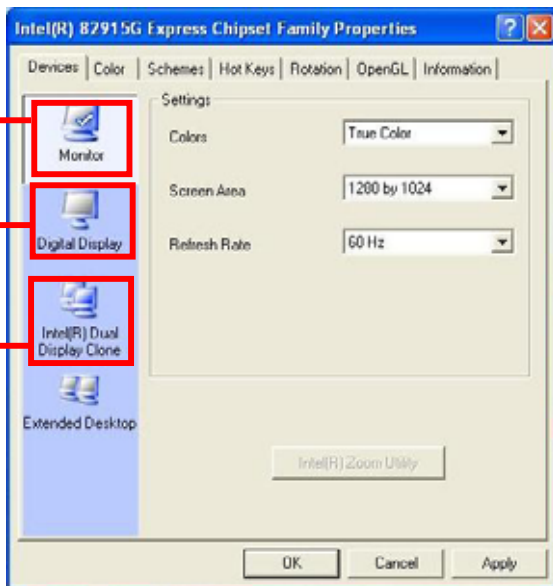 Intel(R) 82915G Express Chipset Family Properties
Devices Color Schemes Hot Keys Rotation OpenGL Information
Monitor
Digital Display
Intel(R) Dual
Display Clone
Extended Desktop
Settings
Colors True Color
Screen Area 1280 by 1024
Refresh Rate 60 Hz
Intel(R) Zoom Utility
OK Cancel Apply